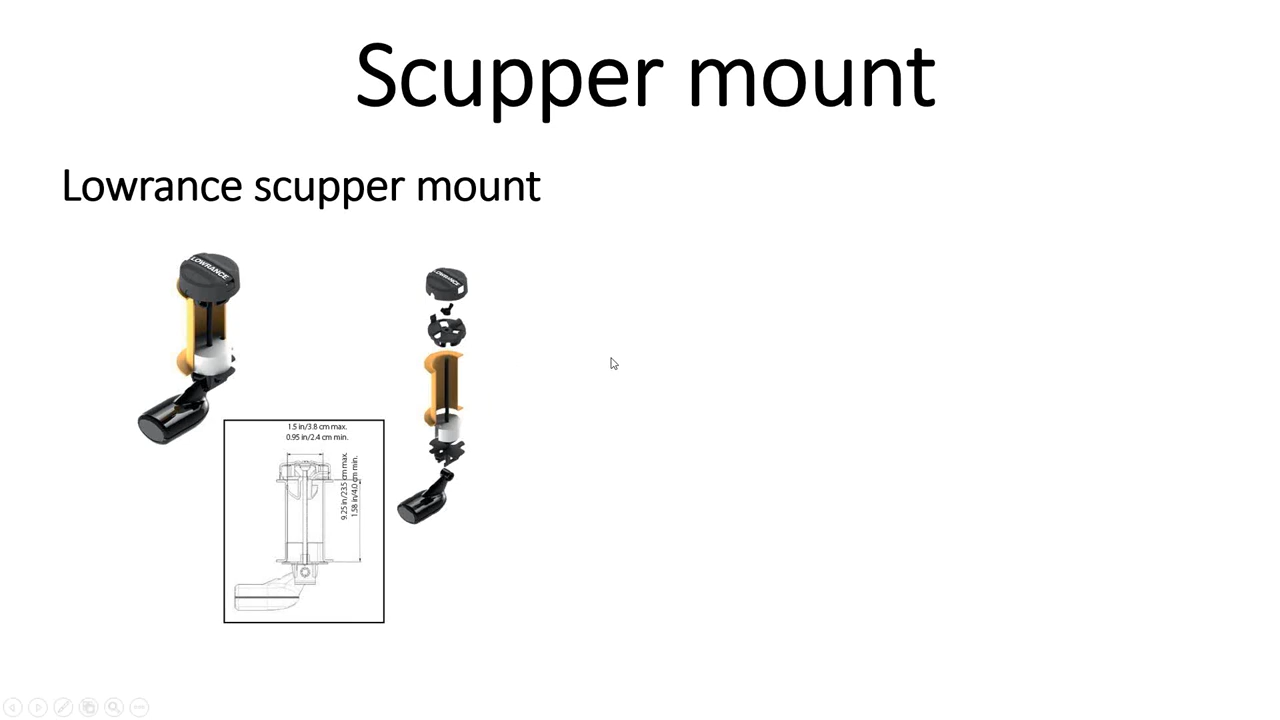 Scupper mount
Lowrance scupper mount
LOWRANCE
LOWRANCE
1.5 in/3.8 cm max.
0.95 in/2.4 cm min.
9.25 in/23.5 cm max.
1.58 in/4.0 cm min.